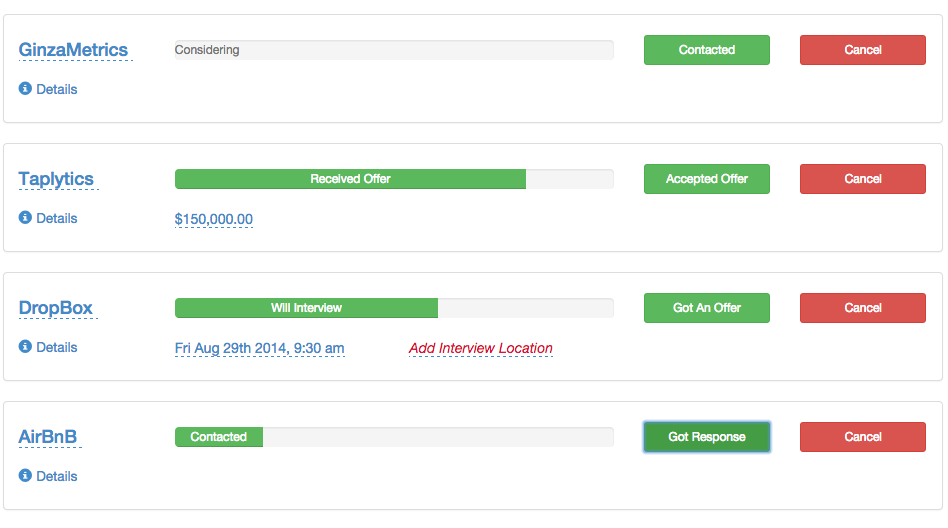 GinzaMetrics Considering Contacted Cancel
Details
Taplytics Received Offer Accepted Offer Cancel
Details $150,000.00
DropBox Will Interview Got An Offer Cancel
Details Fri Aug 29th 2014, 9:30 am Add Interview Location
AirBnB Contacted Got Response Cancel
Details